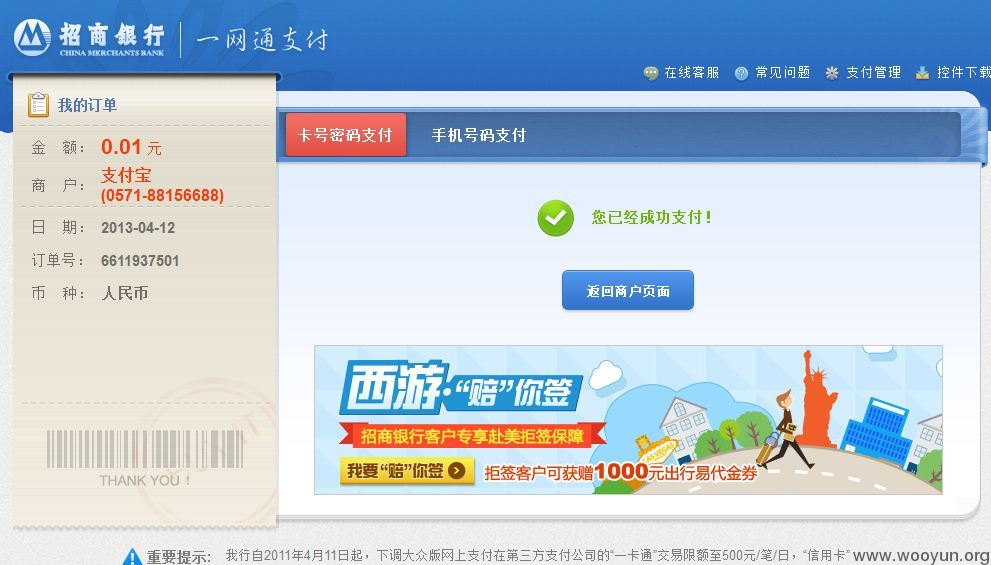 招商銀行 一网通支付
CHINA MERCHANTS BANK
在线客服 常见问题 支付管理 控件下载
我的订单
金 额： 0.01 元
商 户： 支付宝
(0571-88156688)
日 期： 2013-04-12
订单号： 6611937501
币 种： 人民币
THANK YOU !
卡号密码支付 手机号码支付
您已经成功支付！
返回商户页面
西游·“赔”你签
招商银行客户专享赴美拒签保障
我要“赔”你签
拒签客户可获赠1000元出行易代金券
LAS VEGAS
重要提示： 我行自2011年4月11日起，下调大众版网上支付在第三方支付公司的“一卡通”交易限额至500元/笔/日，“信用卡”
www.wooyun.org